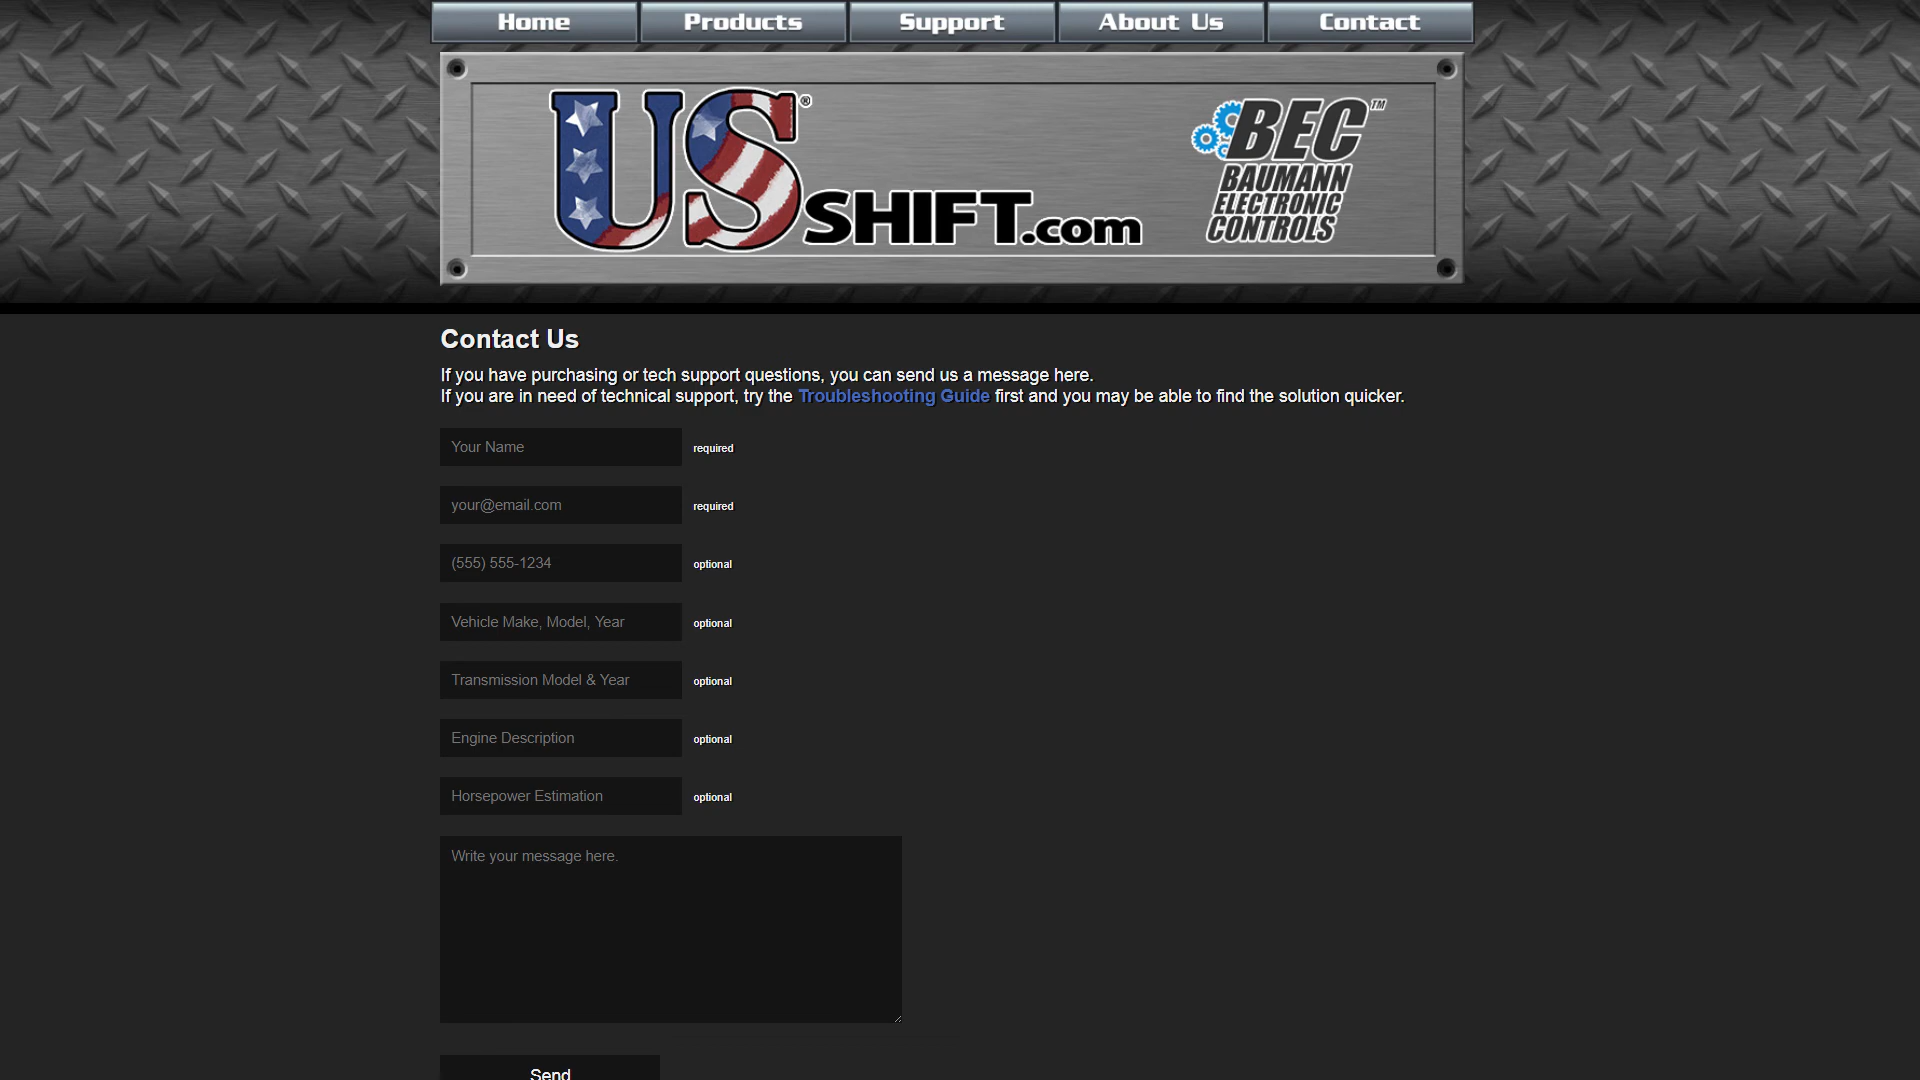 Home
Products
Support
About Us
Contact
US SHIFT.com ®
BEC™
BAUMANN
ELECTRONIC
CONTROLS
Contact Us
If you have purchasing or tech support questions, you can send us a message here.
If you are in need of technical support, try the Troubleshooting Guide first and you may be able to find the solution quicker.
Your Name required
your@email.com required
(555) 555-1234 optional
Vehicle Make, Model, Year optional
Transmission Model & Year optional
Engine Description optional
Horsepower Estimation optional
Write your message here.
Send